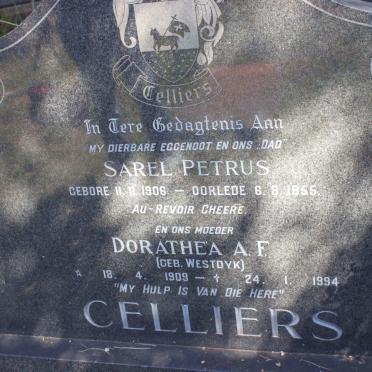 Celliers
In Tere Gedagtenis Aan
MY DIERBARE EGGENOOT EN ONS „DAD"
SAREL PETRUS
GEBORE 11. 11. 1906 — OORLEDE 6. 8. 1955.
AU-REVOIR CHEERE.
EN ONS MOEDER
DORATHEA A. F.
(GEB. WESTDYK)
* 18. 4. 1909 — † 24. 1. 1994
"MY HULP IS VAN DIE HERE"
CELLIERS